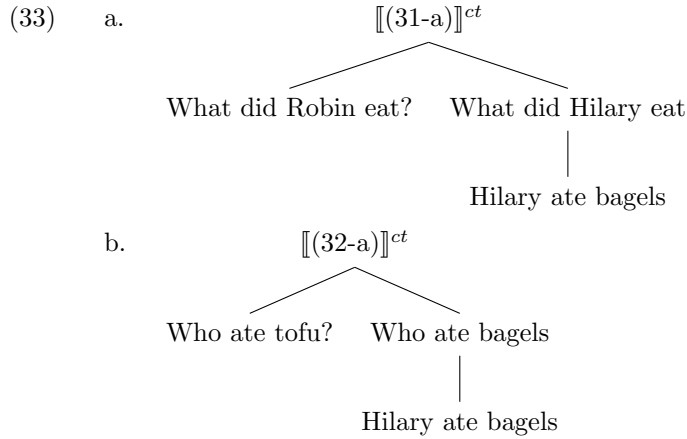 (33) a. ⟦(31-a)⟧^ct
What did Robin eat? What did Hilary eat
Hilary ate bagels
b. ⟦(32-a)⟧^ct
Who ate tofu? Who ate bagels
Hilary ate bagels